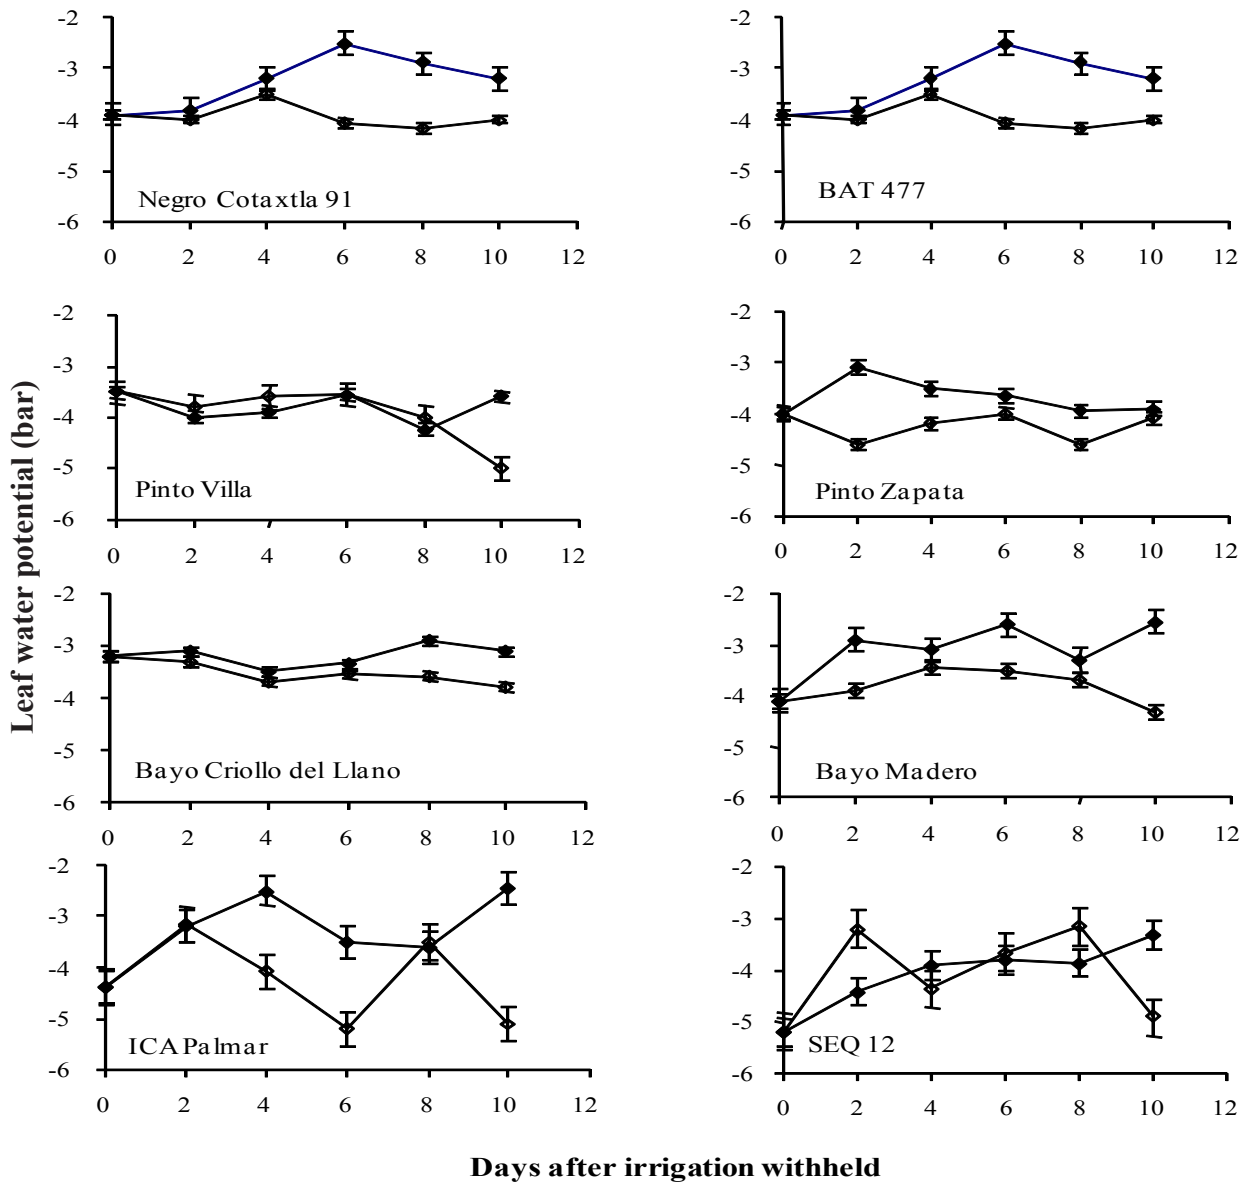 Leaf water potential (bar)
-2
-3
-4
-5
-6
0 2 4 6 8 10 12
Negro Cotaxtla 91
-2
-3
-4
-5
-6
0 2 4 6 8 10 12
BAT 477
-2
-3
-4
-5
-6
0 2 4 6 8 10 12
Pinto Villa
-2
-3
-4
-5
-6
0 2 4 6 8 10 12
Pinto Zapata
-2
-3
-4
-5
-6
0 2 4 6 8 10 12
Bayo Criollo del Llano
-2
-3
-4
-5
-6
0 2 4 6 8 10 12
Bayo Madero
-2
-3
-4
-5
-6
0 2 4 6 8 10 12
ICA Palmar
-2
-3
-4
-5
-6
0 2 4 6 8 10 12
SEQ 12
Days after irrigation withheld